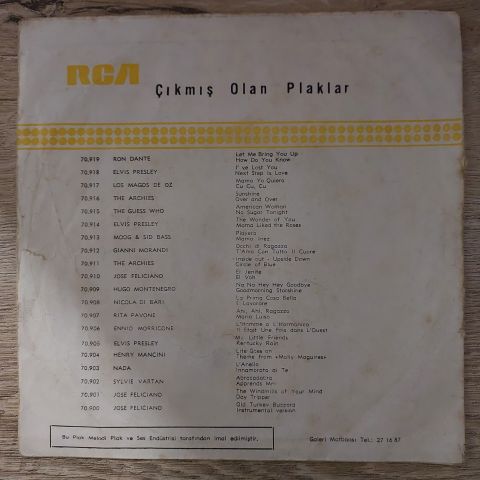 RCA
Çıkmış Olan Plaklar
70.919 RON DANTE Let Me Bring You Up
How Do You Know
70.918 ELVIS PRESLEY I've Lost You
Next Step Is Love
70.917 LOS MAGOS DE OZ Mama Yo Quiero
Cu Cu, Cu
70.916 THE ARCHIES Sunshine
Over and Over
70.915 THE GUESS WHO American Woman
No Sugar Tonight
70.914 ELVIS PRESLEY The Wonder of You
Mama Liked the Roses
70.913 MOOG & SID BASS Played
Mama Inez
70.912 GIANNI MORANDI Occhi di Ragazza
T'Amo Con Tutto Il Cuore
70.911 THE ARCHIES Inside out - Upside Down
Circle of Blue
70.910 JOSE FELICIANO El Jenite
El Voh
70.909 HUGO MONTENEGRO Na Na Hey Hey Goodbye
Goodmorning Starshine
70.908 NICOLA DI BARI La Prima Cosa Bella
70.907 RITA PAVONE Ahi, Ahi, Ragazzo
Maria Luisa
70.906 ENNIO MORRICONE L'Homme a L'Harmonica
Il Etait Une Fois dans L'Ouest
70.905 ELVIS PRESLEY My Little Friends
Kentucky Rain
70.904 HENRY MANCINI Life Goes on
Theme from «Molly Maguires»
70.903 NADA L'Anello
Innamorata di Te
70.902 SYLVIE VARTAN Abracadabra
Apprends Moi
70.901 JOSE FELICIANO The Windmills of Your Mind
Day Tripper
70.900 JOSE FELICIANO Old Turkey Buzzard
Instrumental version
Bu Plak Melodi Plak ve Ses Endüstrisi tarafından imal edilmiştir.
Galeri Matbaası Tel.: 27 16 87